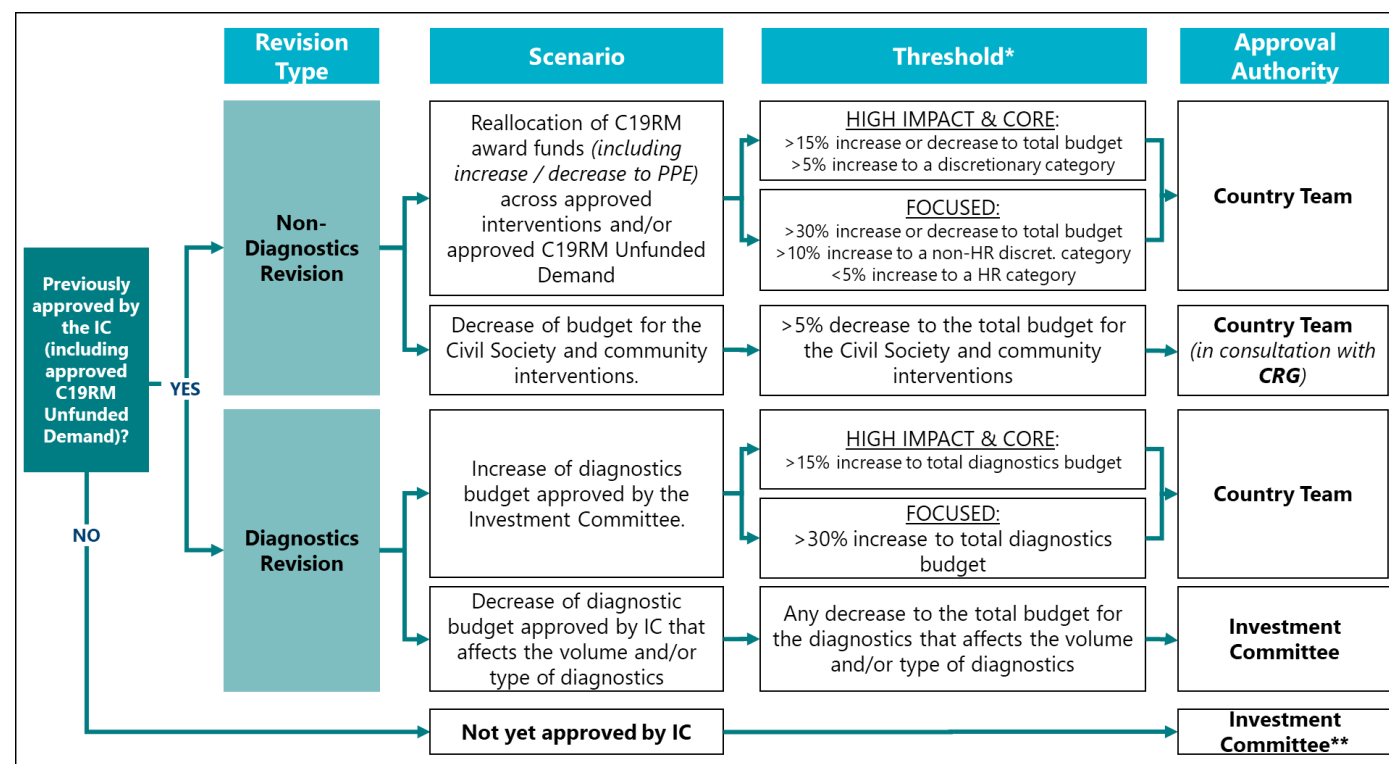 Revision
Type
Scenario
Threshold*
Approval
Authority
Previously
approved by
the IC
(including
approved
C19RM
Unfunded
Demand)?
YES
NO
Non-
Diagnostics
Revision
Reallocation of C19RM
award funds (including
increase / decrease to PPE)
across approved
interventions and/or
approved C19RM Unfunded
Demand
HIGH IMPACT & CORE:
>15% increase or decrease to total budget
>5% increase to a discretionary category
FOCUSED:
>30% increase or decrease to total budget
>10% increase to a non-HR discret. category
<5% increase to a HR category
Country Team
Decrease of budget for the
Civil Society and community
interventions.
>5% decrease to the total budget for
the Civil Society and community
interventions
Country Team
(in consultation with
CRG)
Diagnostics
Revision
Increase of diagnostics
budget approved by the
Investment Committee.
HIGH IMPACT & CORE:
>15% increase to total diagnostics budget
FOCUSED:
>30% increase to total diagnostics
budget
Country Team
Decrease of diagnostic
budget approved by IC that
affects the volume and/or
type of diagnostics
Any decrease to the total budget for
the diagnostics that affects the volume
and/or type of diagnostics
Investment
Committee
Not yet approved by IC
Investment
Committee**